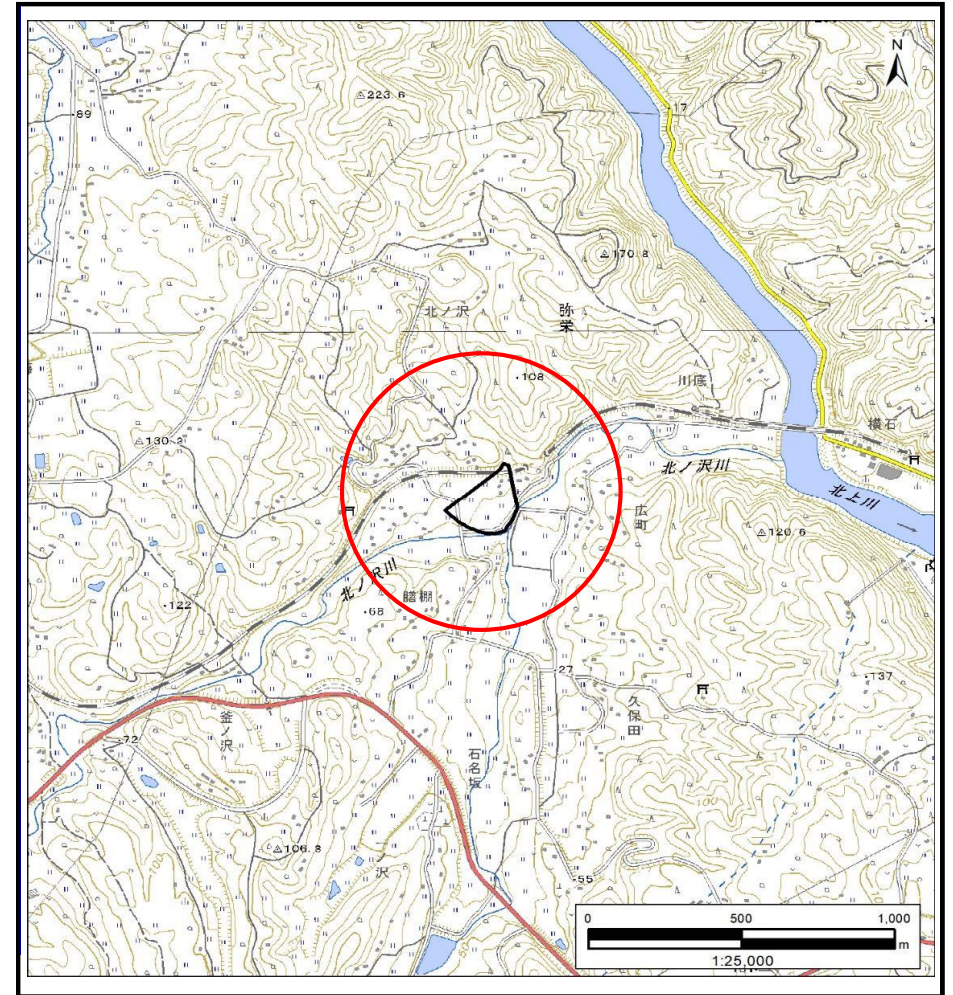 N
△223.6
・17
・89
△170.8
北ノ沢
弥栄
・108
川底
横石
△130.2
北ノ沢川
北上川
広町
△120.6
北ノ沢川
膳棚
・122
・68
・27
・137
久保田
釜ノ沢
・72
石名坂
100
△106.8
沢
・55
0 500 1,000
m
1:25,000